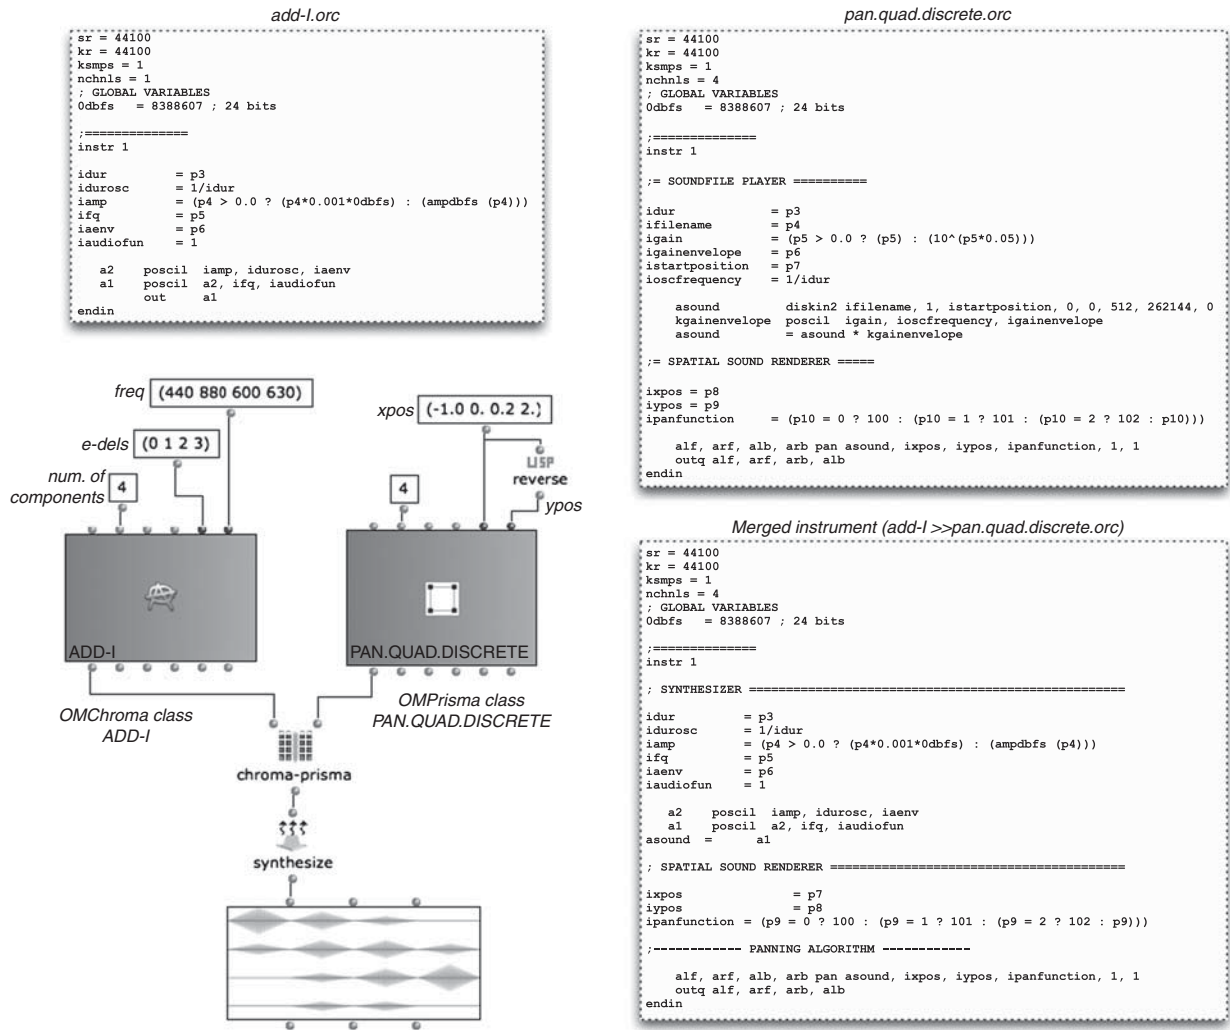 add-I.orc
sr = 44100
kr = 44100
ksmps = 1
nchnls = 1
; GLOBAL VARIABLES
0dbfs   = 8388607 ; 24 bits
;==============
instr 1
idur        = p3
idurosc     = 1/idur
iamp        = (p4 > 0.0 ? (p4*0.001*0dbfs) : (ampdbfs (p4)))
ifq         = p5
iaenv       = p6
iaudiofun   = 1
a2    poscil  iamp, idurosc, iaenv
a1    poscil  a2, ifq, iaudiofun
out     a1
endin
pan.quad.discrete.orc
sr = 44100
kr = 44100
ksmps = 1
nchnls = 4
; GLOBAL VARIABLES
0dbfs   = 8388607 ; 24 bits
;==============
instr 1
;= SOUNDFILE PLAYER ==========
idur             = p3
ifilename        = p4
igain            = (p5 > 0.0 ? (p5) : (10^(p5*0.05)))
igainenvelope    = p6
istartposition   = p7
ioscfrequency    = 1/idur
asound         diskin2 ifilename, 1, istartposition, 0, 0, 512, 262144, 0
kgainenvelope  poscil  igain, ioscfrequency, igainenvelope
asound         = asound * kgainenvelope
;= SPATIAL SOUND RENDERER =====
ixpos = p8
iypos = p9
ipanfunction     = (p10 = 0 ? 100 : (p10 = 1 ? 101 : (p10 = 2 ? 102 : p10)))
alf, arf, alb, arb pan asound, ixpos, iypos, ipanfunction, 1, 1
outq alf, arf, arb, alb
endin
freq (440 880 600 630)
e-dels (0 1 2 3)
num. of
components 4
ADD-I
OMChroma class
ADD-I
xpos (-1.0 0. 0.2 2.)
LISP
reverse
4
ypos
PAN.QUAD.DISCRETE
OMPrisma class
PAN.QUAD.DISCRETE
chroma-prisma
synthesize
Merged instrument (add-I >>pan.quad.discrete.orc)
sr = 44100
kr = 44100
ksmps = 1
nchnls = 4
; GLOBAL VARIABLES
0dbfs   = 8388607 ; 24 bits
;==============
instr 1
; SYNTHESIZER ===================================================
idur         = p3
idurosc      = 1/idur
iamp         = (p4 > 0.0 ? (p4*0.001*0dbfs) : (ampdbfs (p4)))
ifq          = p5
iaenv        = p6
iaudiofun    = 1
a2    poscil  iamp, idurosc, iaenv
a1    poscil  a2, ifq, iaudiofun
asound  =      a1
; SPATIAL SOUND RENDERER ========================================
ixpos               = p7
iypos               = p8
ipanfunction = (p9 = 0 ? 100 : (p9 = 1 ? 101 : (p9 = 2 ? 102 : p9)))
;------------ PANNING ALGORITHM ------------
alf, arf, alb, arb pan asound, ixpos, iypos, ipanfunction, 1, 1
outq alf, arf, arb, alb
endin